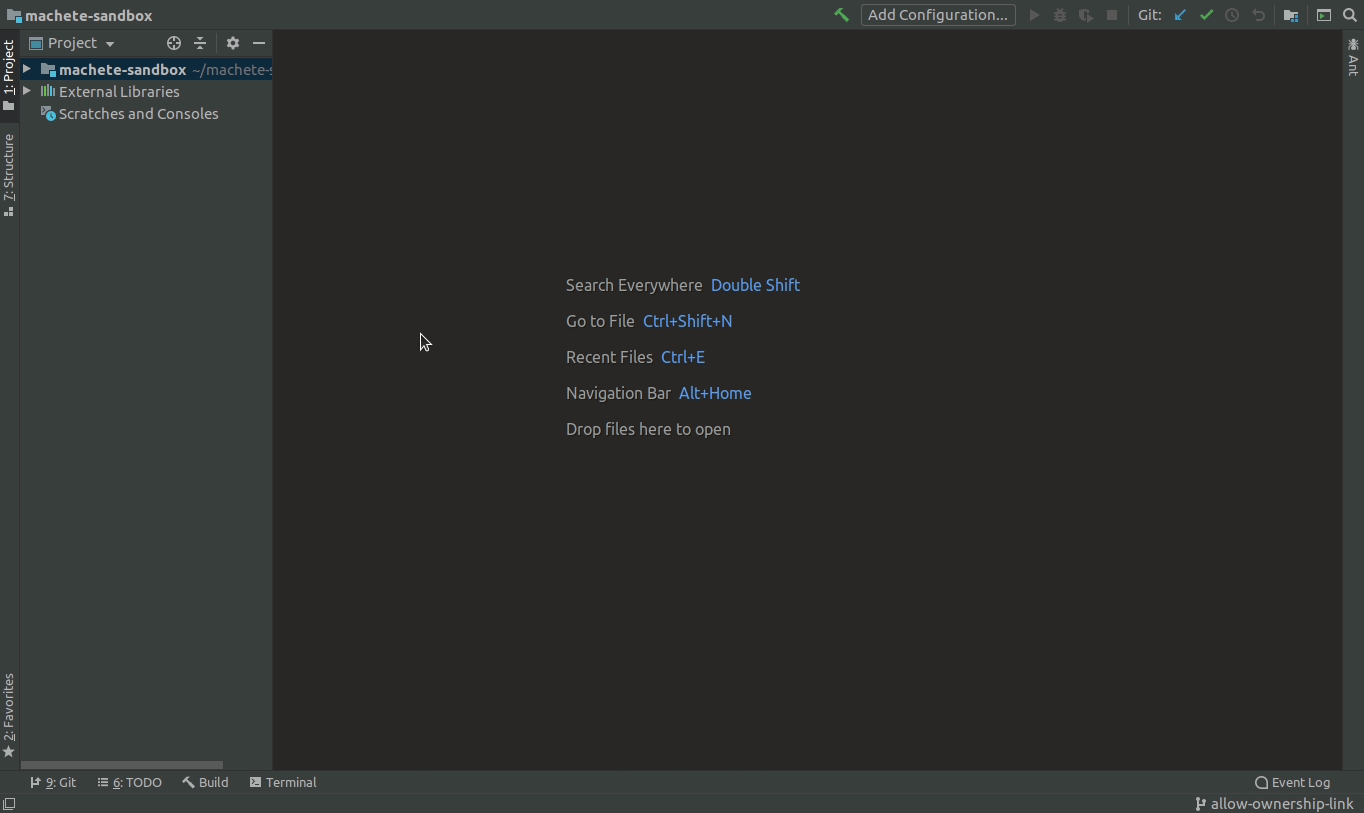 machete-sandbox
Add Configuration...
Git:
Project
1: Project
machete-sandbox ~/machete-s
External Libraries
Scratches and Consoles
7: Structure
Ant
Search Everywhere Double Shift
Go to File Ctrl+Shift+N
Recent Files Ctrl+E
Navigation Bar Alt+Home
Drop files here to open
2: Favorites
9: Git
6: TODO
Build
Terminal
Event Log
allow-ownership-link